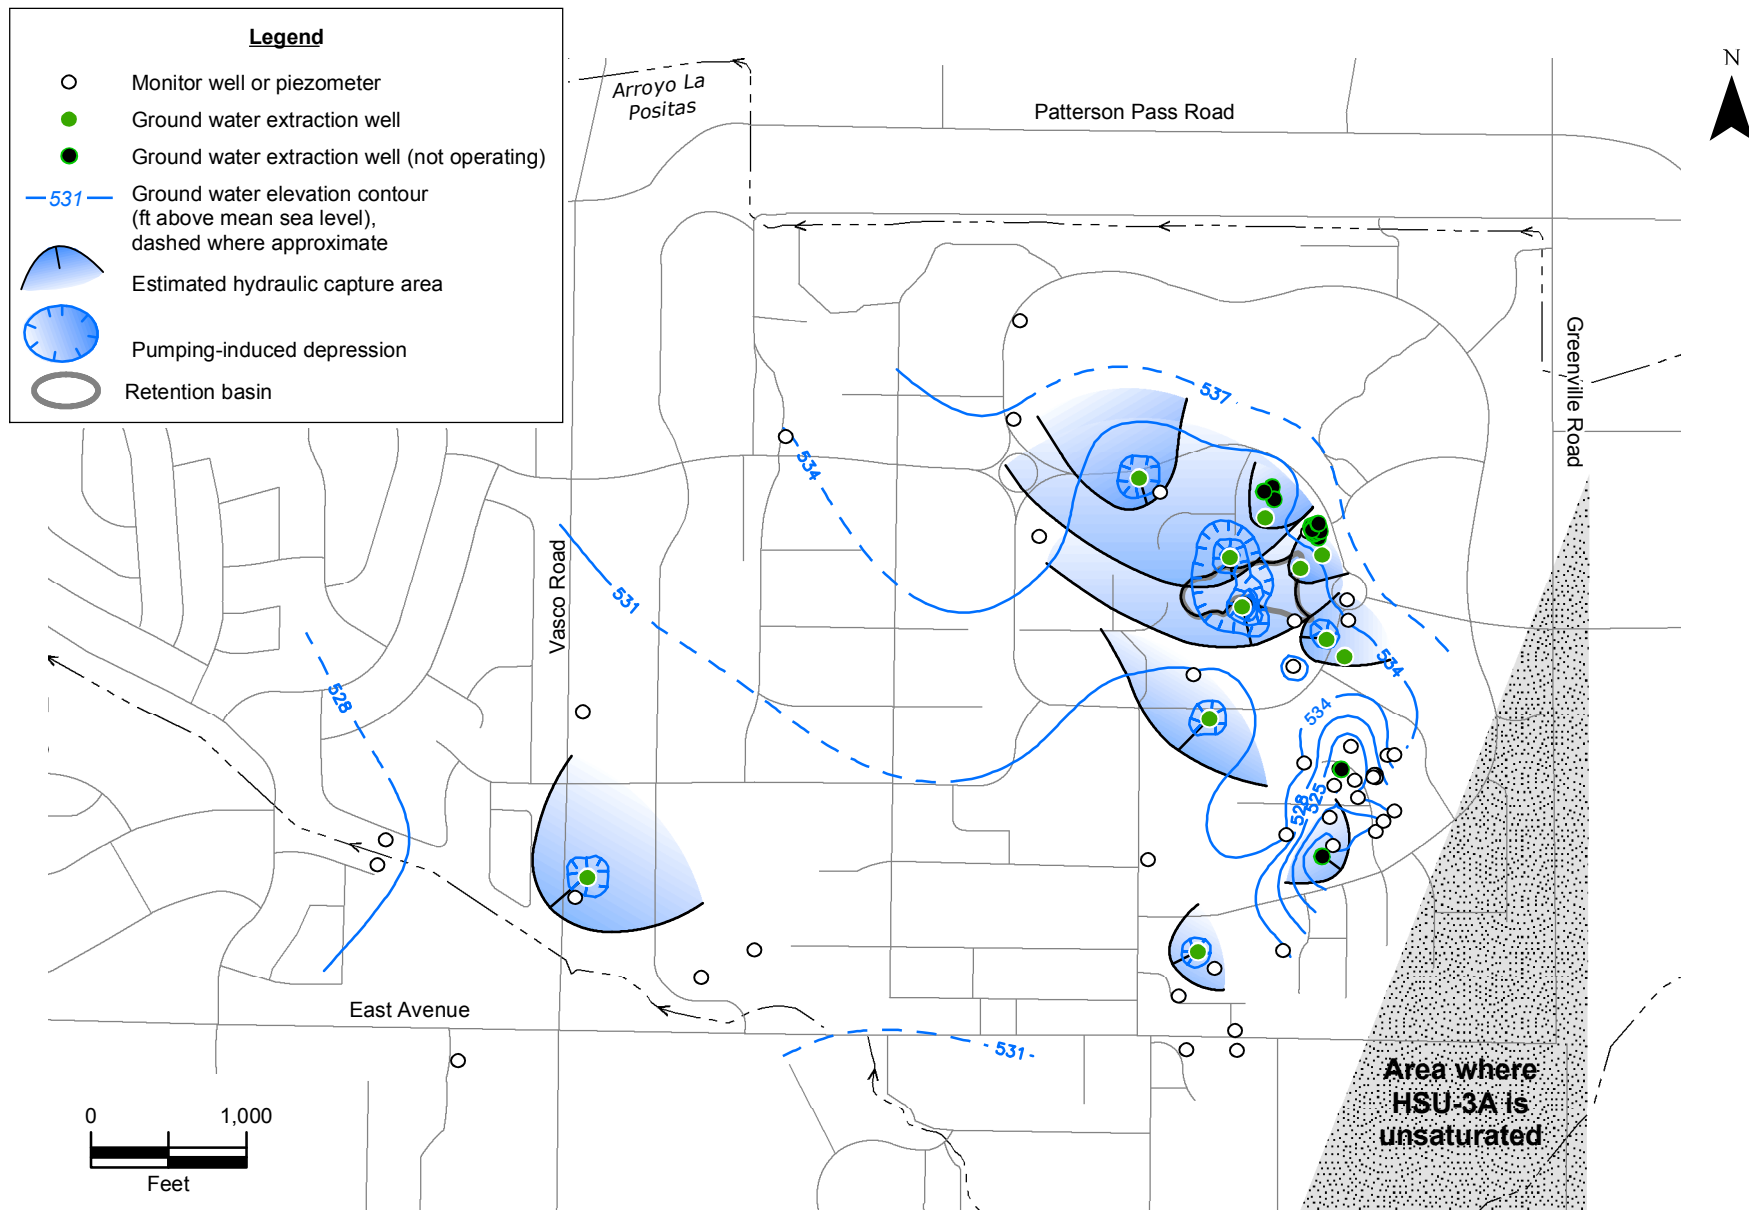 Legend
Monitor well or piezometer
Ground water extraction well
Ground water extraction well (not operating)
531
Ground water elevation contour
(ft above mean sea level),
dashed where approximate
Estimated hydraulic capture area
Pumping-induced depression
Retention basin
Arroyo La
Positas
Patterson Pass Road
N
Greenville Road
537
534
531
Vasco Road
528
534
534
528
525
East Avenue
531
Area where
HSU-3A is
unsaturated
0 1,000
Feet